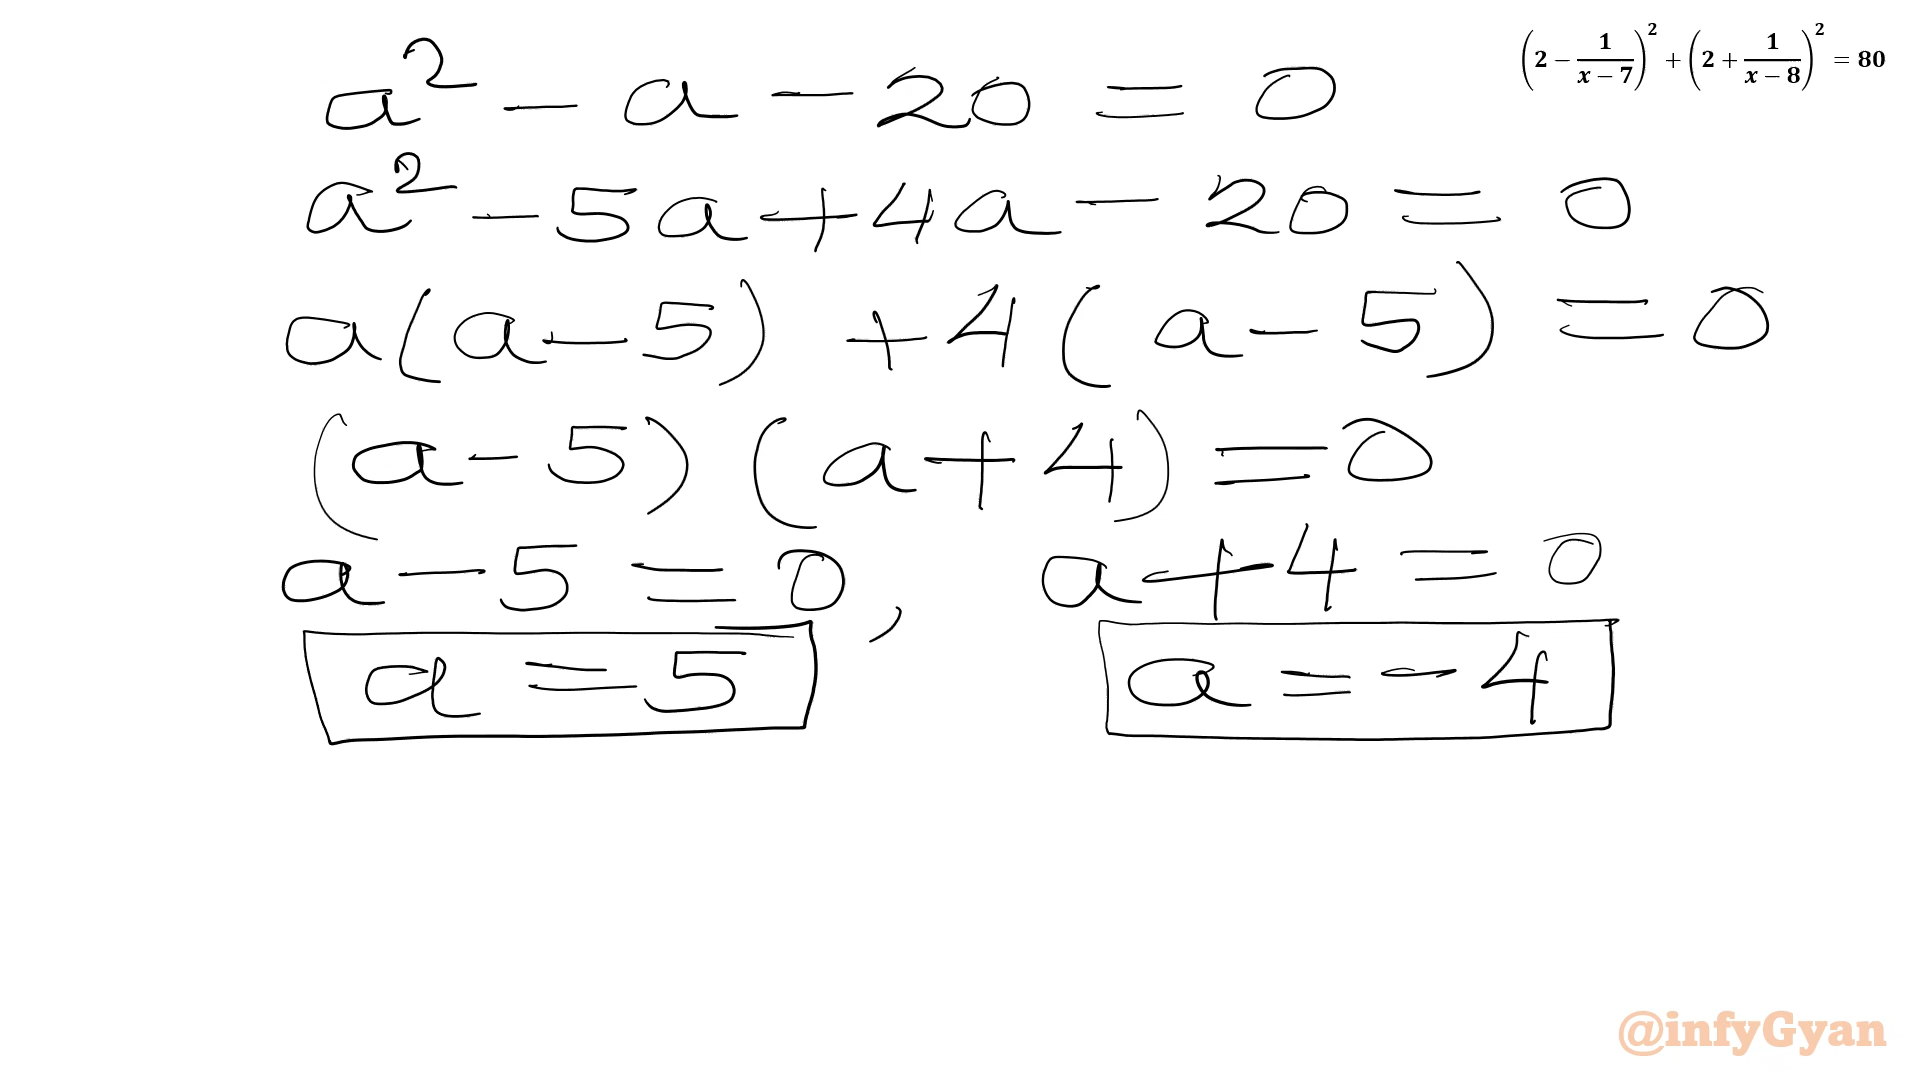 (2 − 1/(x − 7))² + (2 + 1/(x − 8))² = 80
a² − a − 20 = 0
a² − 5a + 4a − 20 = 0
a(a − 5) + 4(a − 5) = 0
(a − 5)(a + 4) = 0
a − 5 = 0, a + 4 = 0
a = 5 a = −4
@infyGyan